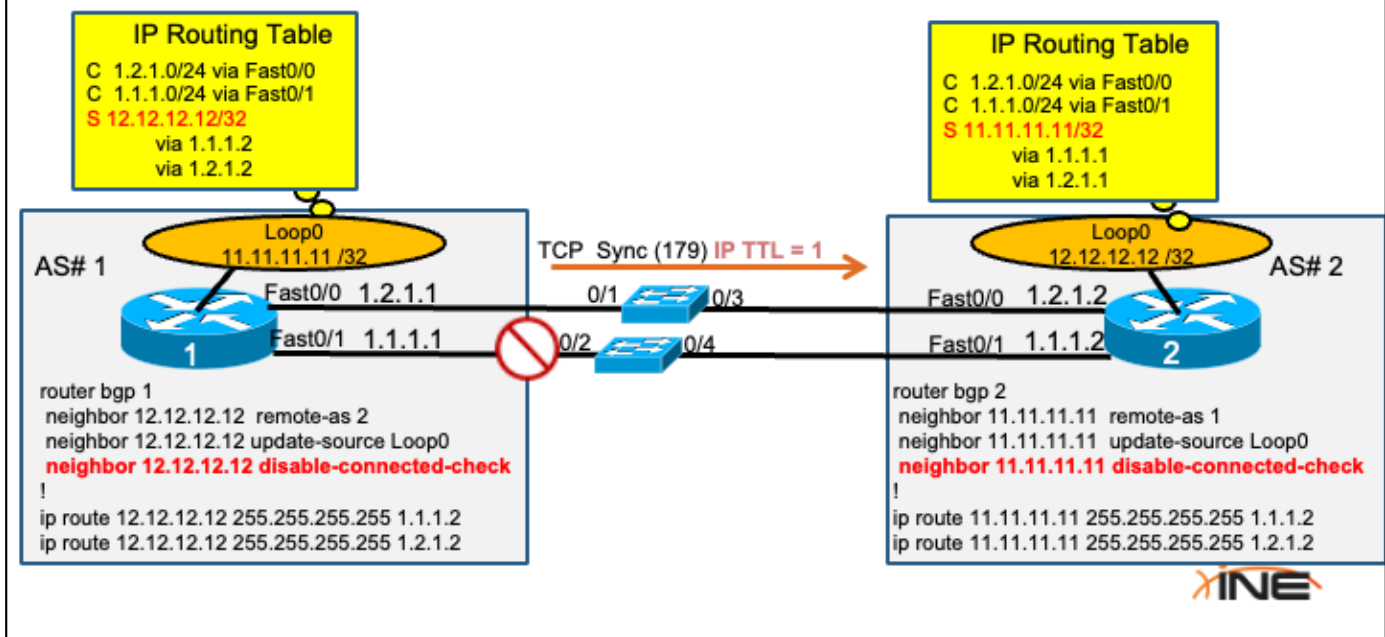 IP Routing Table
C 1.2.1.0/24 via Fast0/0
C 1.1.1.0/24 via Fast0/1
S 12.12.12.12/32
via 1.1.1.2
via 1.2.1.2
IP Routing Table
C 1.2.1.0/24 via Fast0/0
C 1.1.1.0/24 via Fast0/1
S 11.11.11.11/32
via 1.1.1.1
via 1.2.1.1
AS# 1
Loop0
11.11.11.11 /32
TCP Sync (179) IP TTL = 1
Loop0
12.12.12.12 /32
AS# 2
Fast0/0 1.2.1.1
0/1
0/3
Fast0/0 1.2.1.2
Fast0/1 1.1.1.1
0/2
0/4
Fast0/1 1.1.1.2
1
2
router bgp 1
neighbor 12.12.12.12 remote-as 2
neighbor 12.12.12.12 update-source Loop0
neighbor 12.12.12.12 disable-connected-check
!
ip route 12.12.12.12 255.255.255.255 1.1.1.2
ip route 12.12.12.12 255.255.255.255 1.2.1.2
router bgp 2
neighbor 11.11.11.11 remote-as 1
neighbor 11.11.11.11 update-source Loop0
neighbor 11.11.11.11 disable-connected-check
!
ip route 11.11.11.11 255.255.255.255 1.1.1.2
ip route 11.11.11.11 255.255.255.255 1.2.1.2
INE